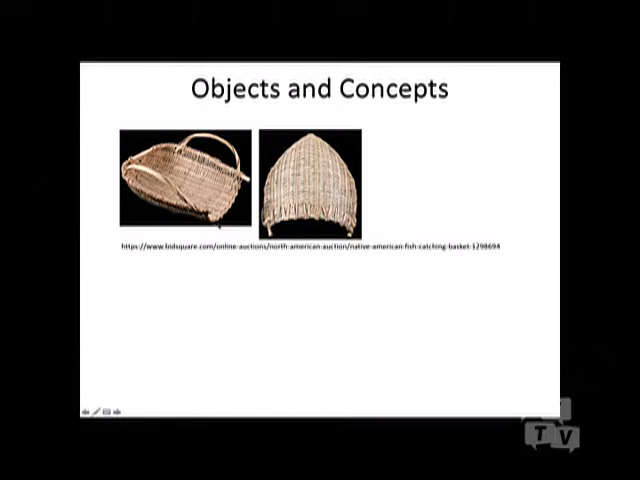 Objects and Concepts
https://www.bidsquare.com/online-auctions/north-american-auction/native-american-fish-catching-basket-1298694
T V